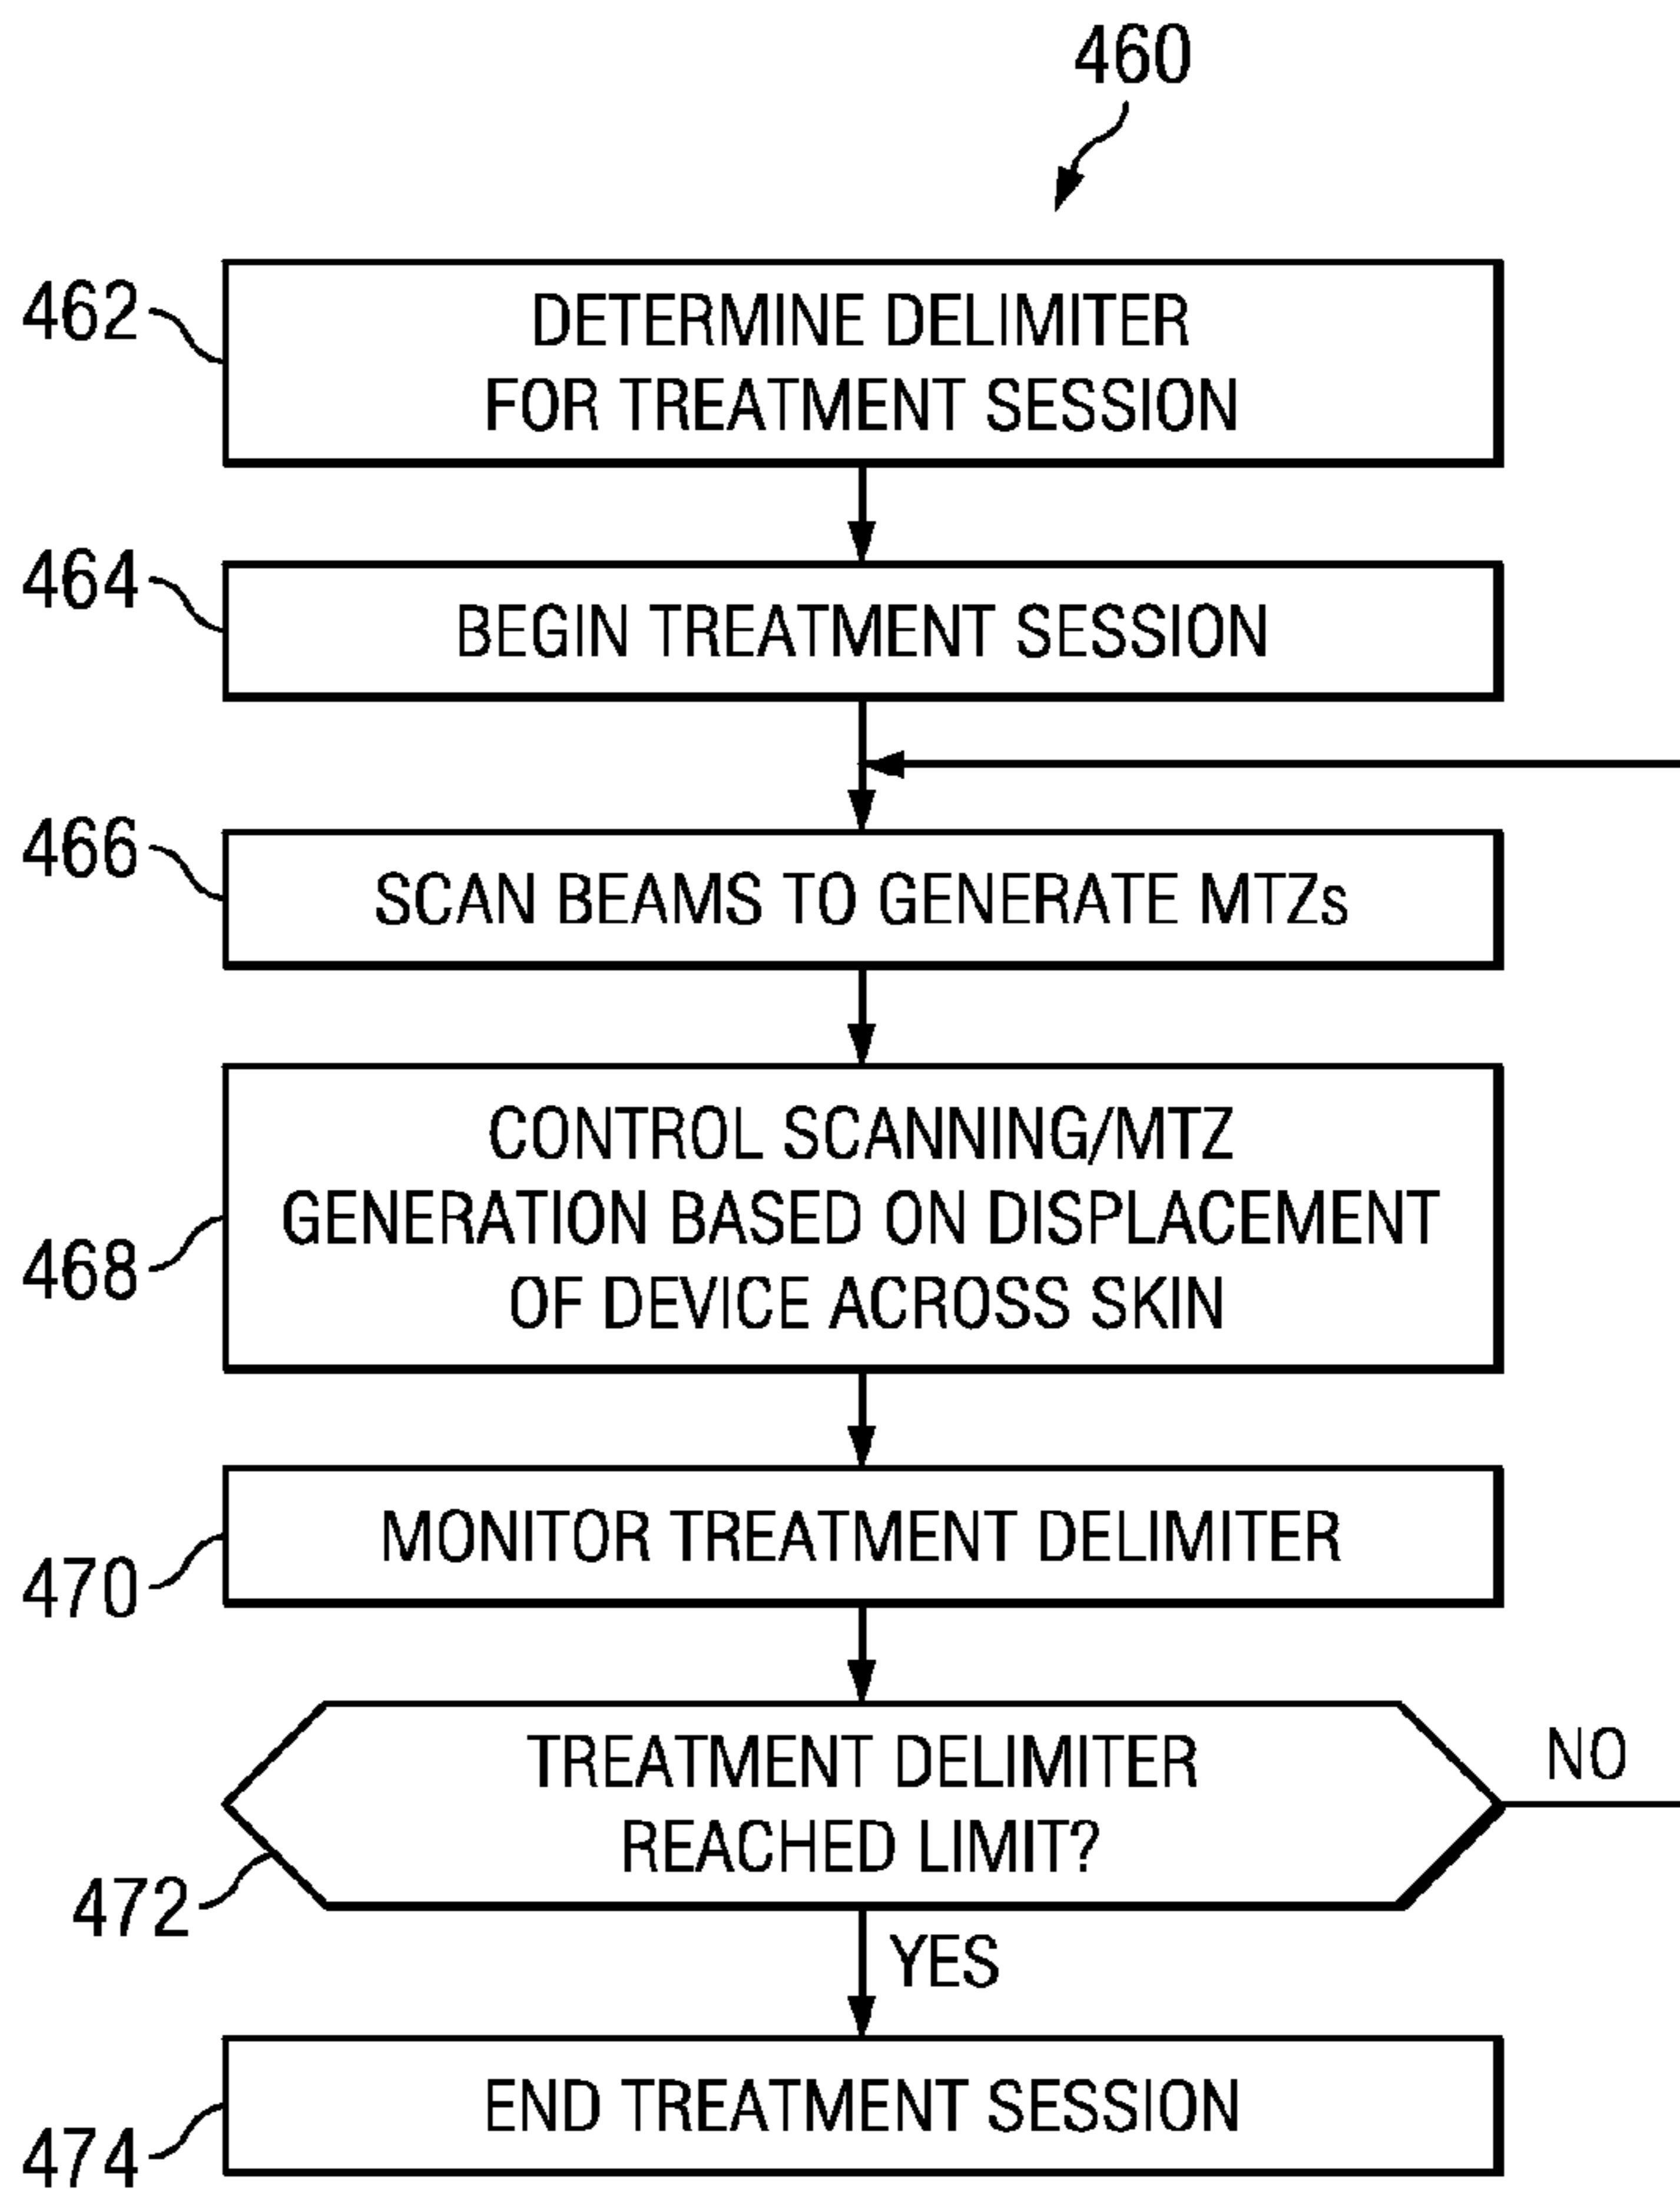 460
462
DETERMINE DELIMITER
FOR TREATMENT SESSION
464
BEGIN TREATMENT SESSION
466
SCAN BEAMS TO GENERATE MTZs
468
CONTROL SCANNING/MTZ
GENERATION BASED ON DISPLACEMENT
OF DEVICE ACROSS SKIN
470
MONITOR TREATMENT DELIMITER
472
TREATMENT DELIMITER
REACHED LIMIT?
NO
YES
474
END TREATMENT SESSION